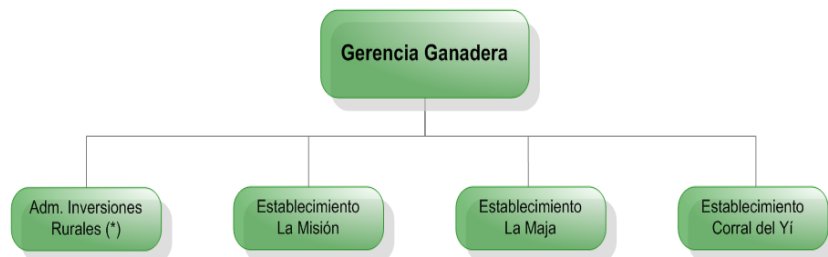 Gerencia Ganadera
Adm. Inversiones
Rurales (*)
Establecimiento
La Misión
Establecimiento
La Maja
Establecimiento
Corral del Yí